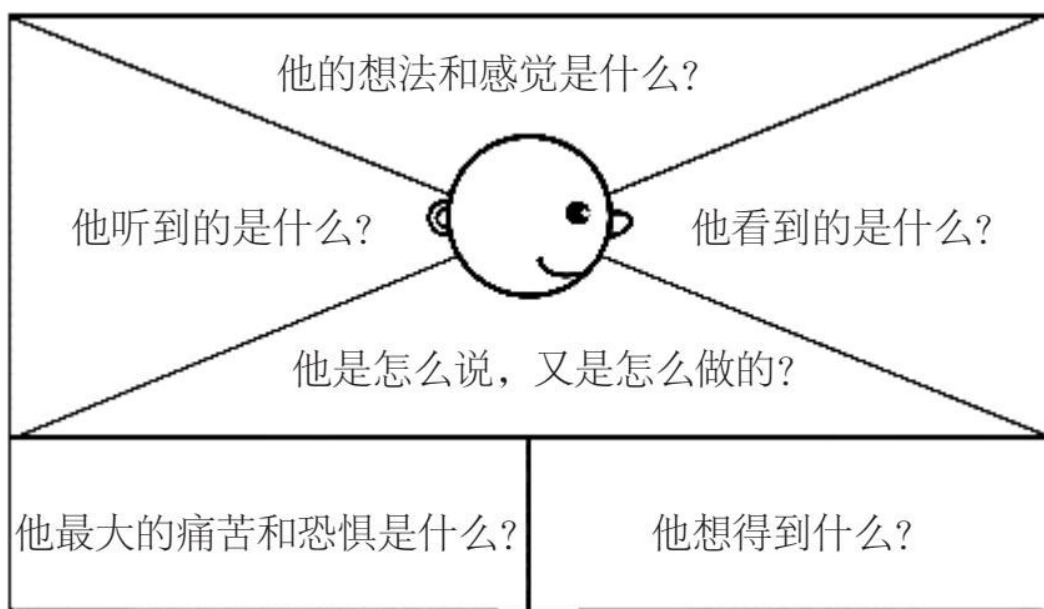 他的想法和感觉是什么？
他听到的是什么？
他看到的是什么？
他是怎么说，又是怎么做的？
他最大的痛苦和恐惧是什么？
他想得到什么？